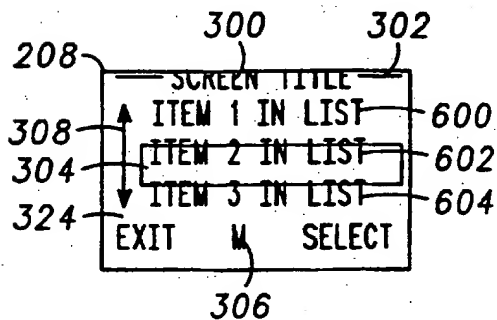 300
302
208
SCREEN TITLE
ITEM 1 IN LIST
600
308
ITEM 2 IN LIST
602
304
ITEM 3 IN LIST
604
324
EXIT M SELECT
306